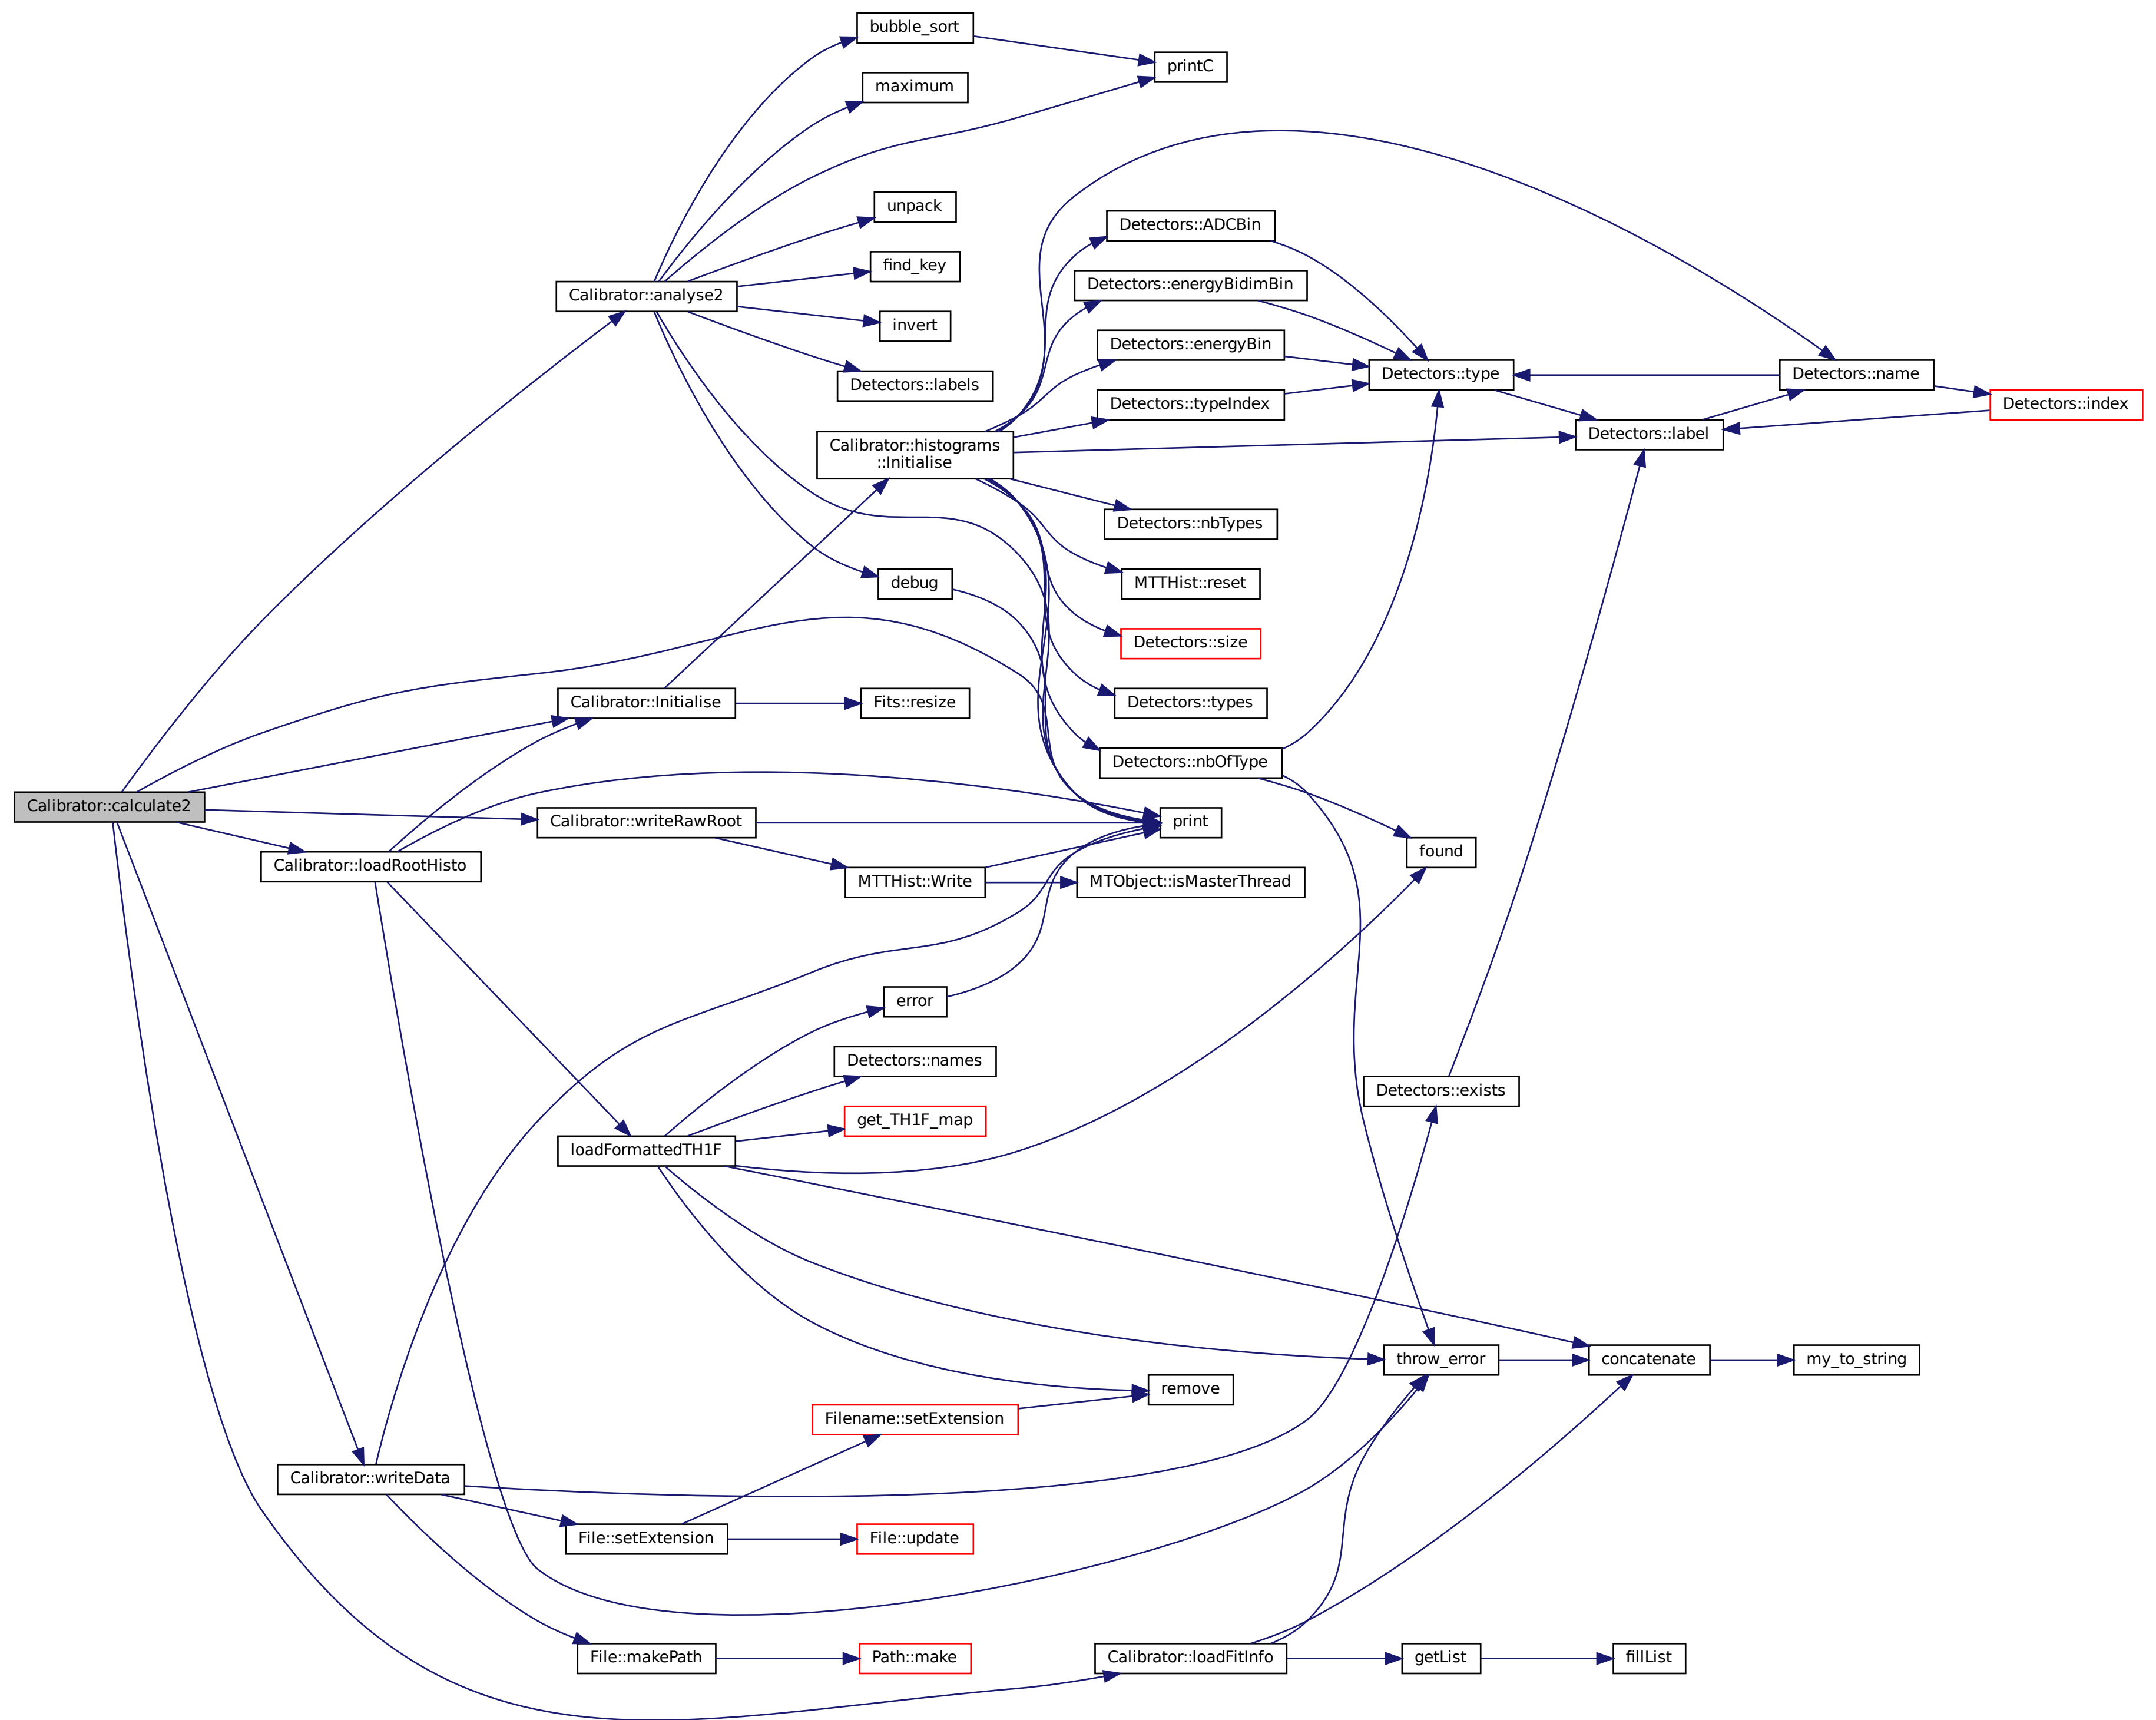 bubble_sort
printC
maximum
unpack
Detectors::ADCBin
find_key
Detectors::energyBidimBin
Calibrator::analyse2
invert
Detectors::energyBin
Detectors::type
Detectors::name
Detectors::labels
Detectors::typeIndex
Detectors::index
Detectors::label
Calibrator::histograms
::Initialise
Detectors::nbTypes
debug
MTTHist::reset
Detectors::size
Calibrator::Initialise
Fits::resize
Detectors::types
Detectors::nbOfType
Calibrator::calculate2
Calibrator::writeRawRoot
print
found
Calibrator::loadRootHisto
MTTHist::Write
MTObject::isMasterThread
error
Detectors::names
Detectors::exists
get_TH1F_map
loadFormattedTH1F
throw_error
concatenate
my_to_string
remove
Filename::setExtension
Calibrator::writeData
File::setExtension
File::update
File::makePath
Path::make
Calibrator::loadFitInfo
getList
fillList